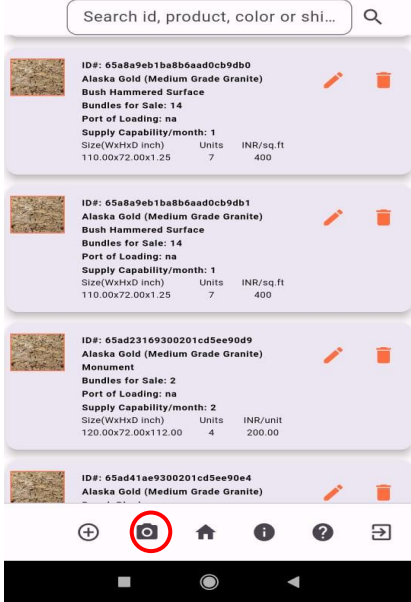 Search id, product, color or shi...
ID#: 65a8a9eb1ba8b6aad0cb9db0
Alaska Gold (Medium Grade Granite)
Bush Hammered Surface
Bundles for Sale: 14
Port of Loading: na
Supply Capability/month: 1
Size(WxHxD inch) Units INR/sq.ft
110.00x72.00x1.25 7 400
ID#: 65a8a9eb1ba8b6aad0cb9db1
Alaska Gold (Medium Grade Granite)
Bush Hammered Surface
Bundles for Sale: 14
Port of Loading: na
Supply Capability/month: 1
Size(WxHxD inch) Units INR/sq.ft
110.00x72.00x1.25 7 400
ID#: 65ad23169300201cd5ee90d9
Alaska Gold (Medium Grade Granite)
Monument
Bundles for Sale: 2
Port of Loading: na
Supply Capability/month: 2
Size(WxHxD inch) Units INR/unit
120.00x72.00x112.00 4 200.00
ID#: 65ad41ae9300201cd5ee90e4
Alaska Gold (Medium Grade Granite)